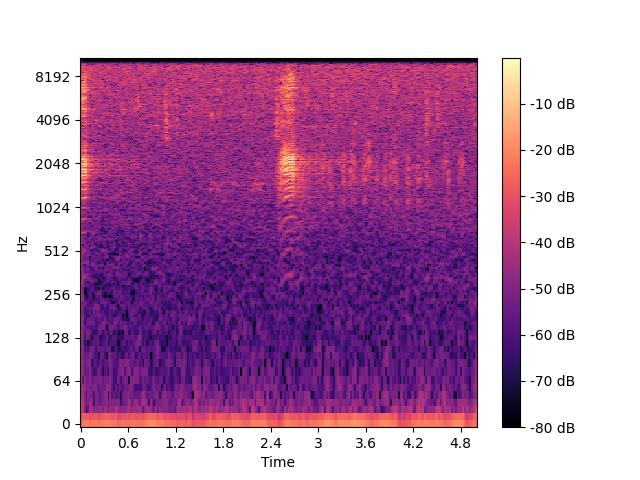 8192
4096
2048
1024
512
256
128
64
0
Hz
0 0.6 1.2 1.8 2.4 3 3.6 4.2 4.8
Time
-10 dB
-20 dB
-30 dB
-40 dB
-50 dB
-60 dB
-70 dB
-80 dB